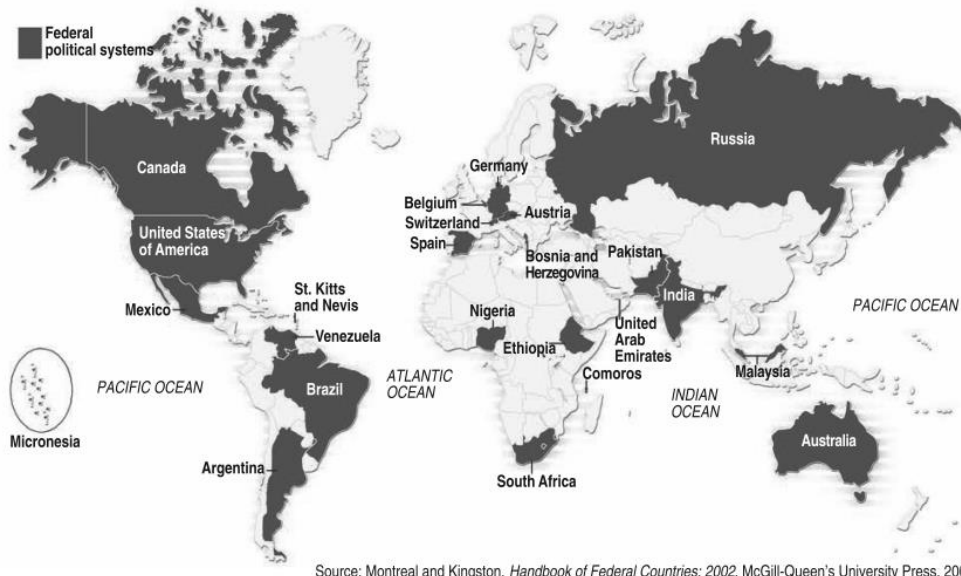 Federal
political systems
Canada
United States
of America
Mexico
St. Kitts
and Nevis
Venezuela
Brazil
Argentina
PACIFIC OCEAN
Micronesia
ATLANTIC
OCEAN
Germany
Belgium
Switzerland
Austria
Spain
Bosnia and
Herzegovina
Russia
Pakistan
India
Nigeria
Ethiopia
United
Arab
Emirates
Comoros
South Africa
INDIAN
OCEAN
Malaysia
PACIFIC OCEAN
Australia
Source: Montreal and Kingston, Handbook of Federal Countries: 2002, McGill-Queen's University Press,